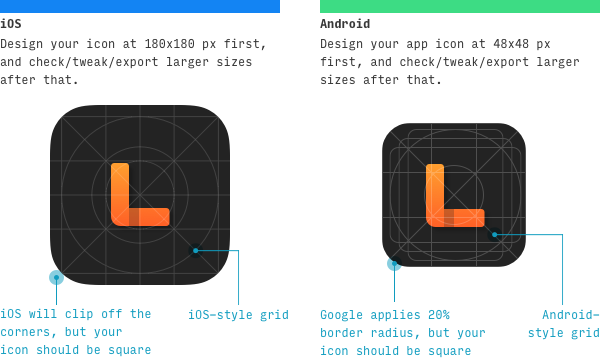 iOS
Design your icon at 180x180 px first,
and check/tweak/export larger sizes
after that.
iOS will clip off the
corners, but your
icon should be square
iOS-style grid
Android
Design your app icon at 48x48 px
first, and check/tweak/export larger
sizes after that.
Google applies 20%
border radius, but your
icon should be square
Android-
style grid